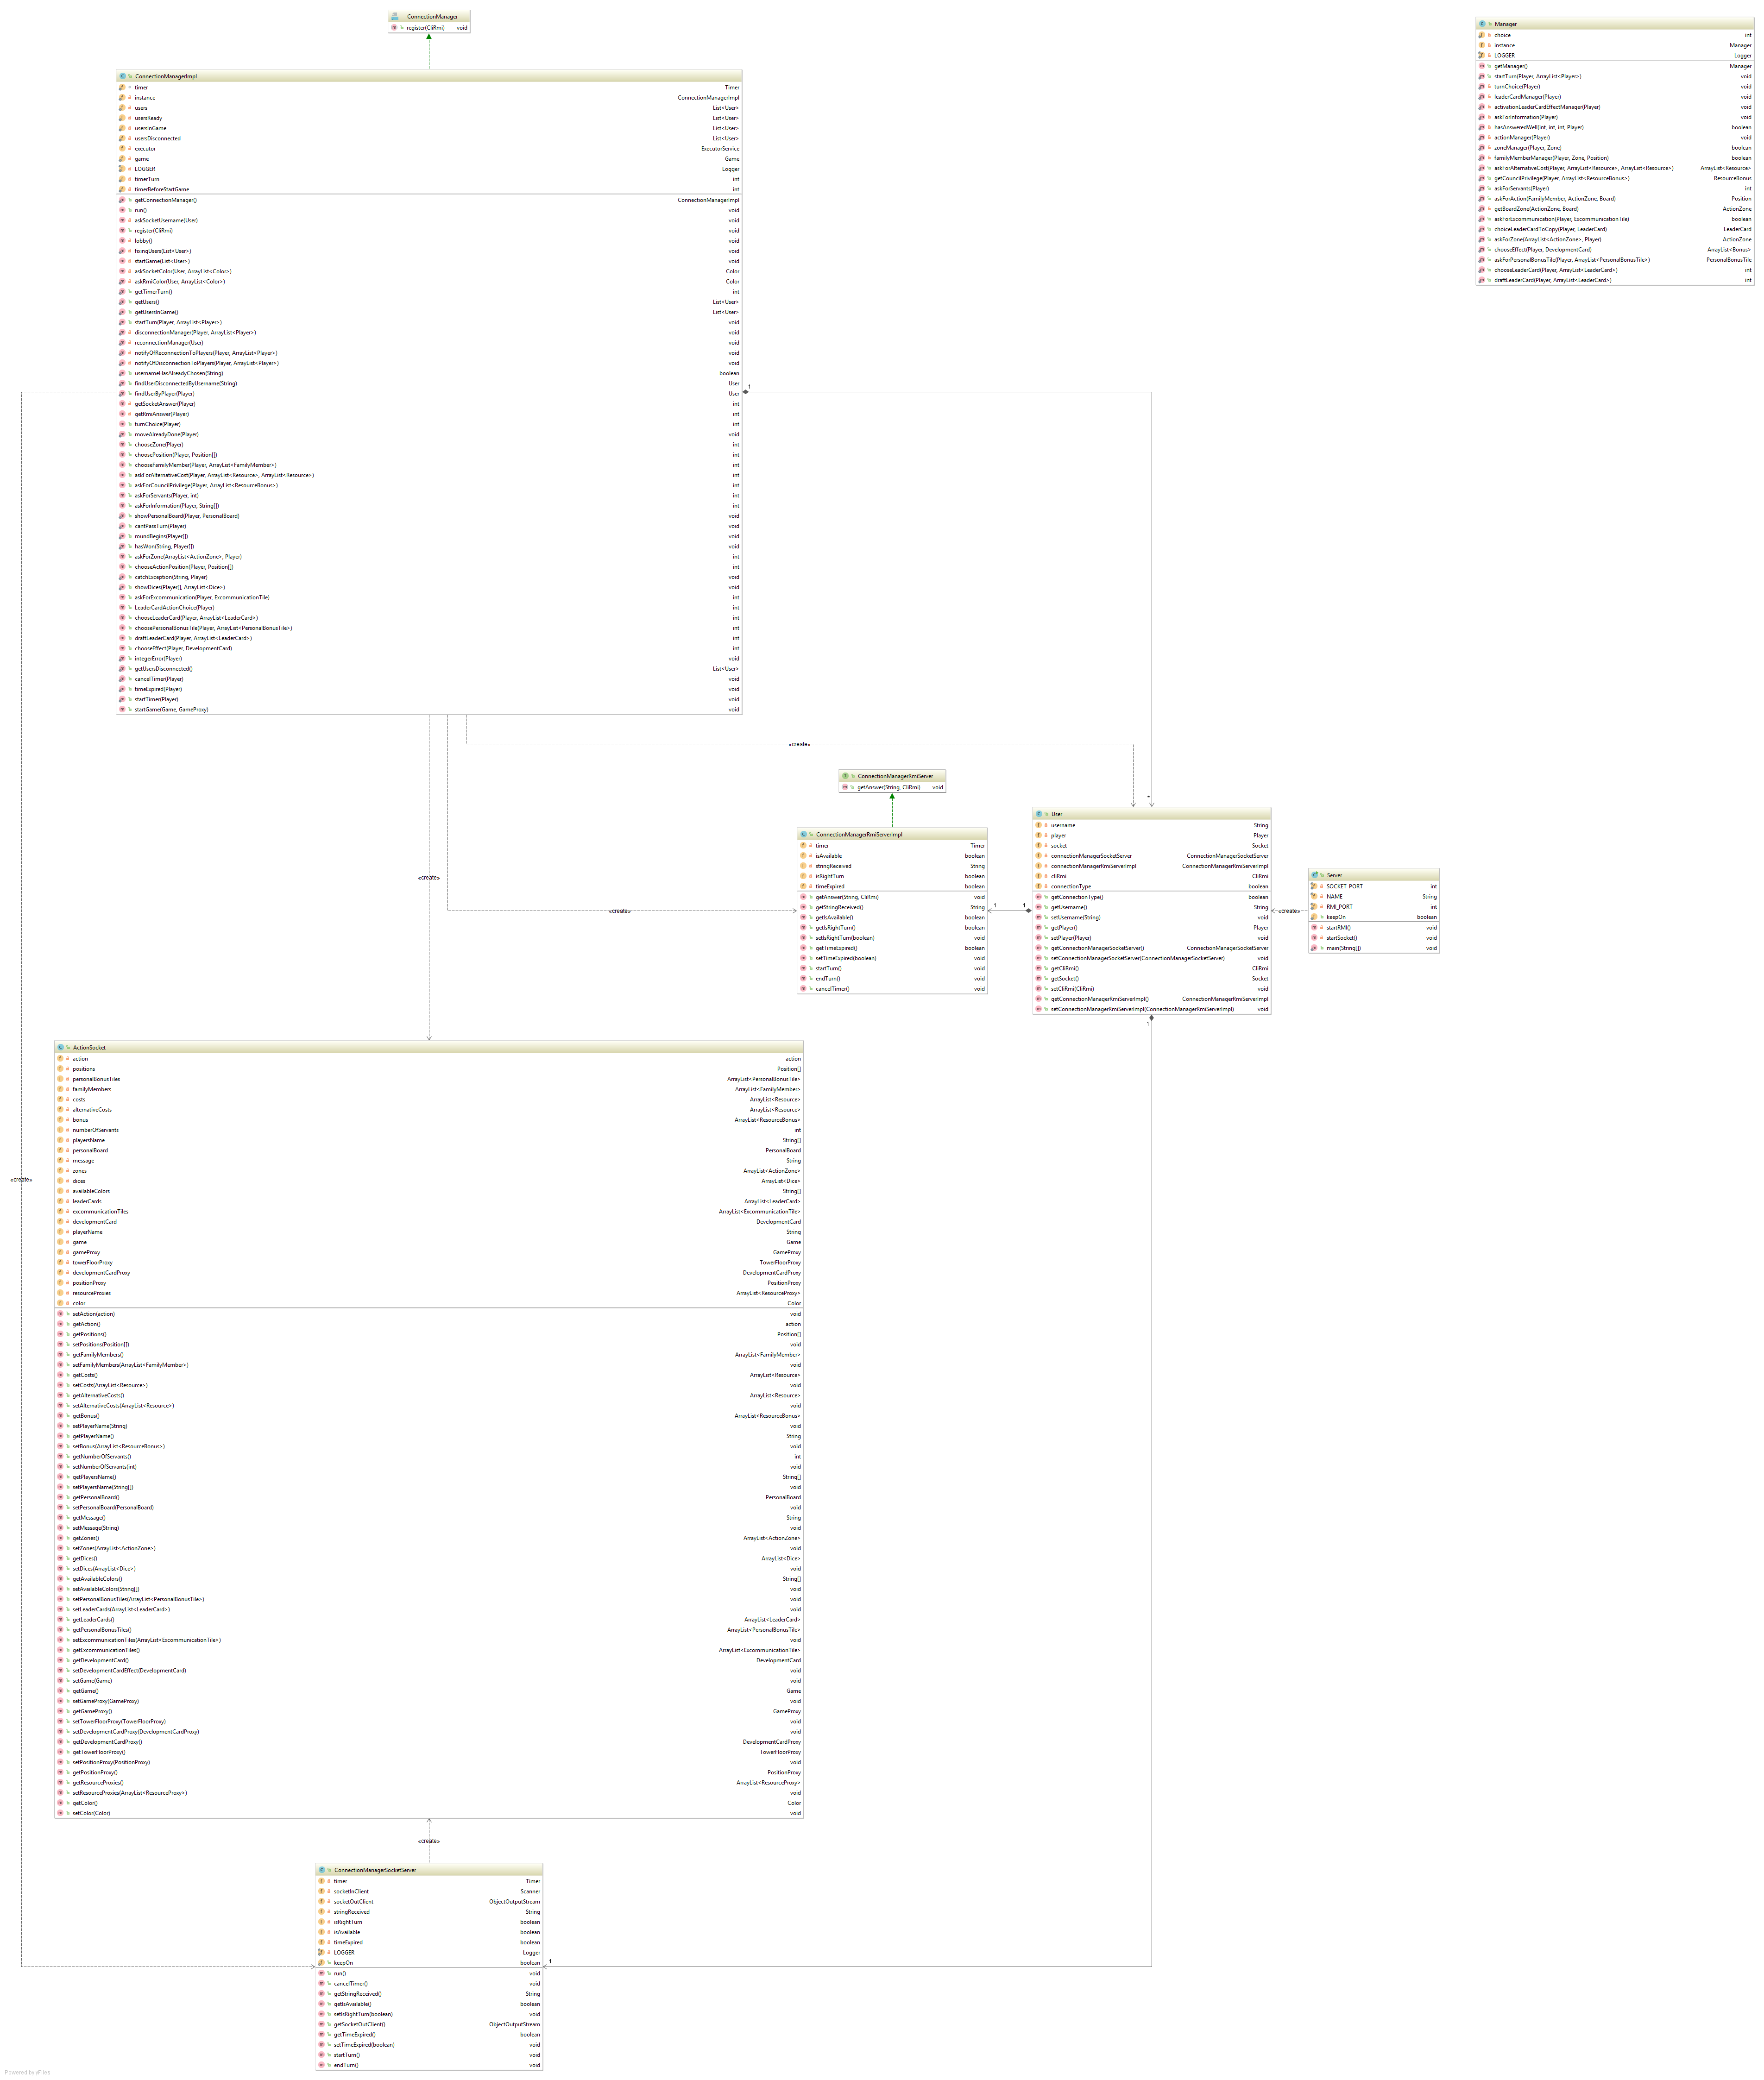 ConnectionManager
register(CliRmi) void
ConnectionManagerImpl
timer Timer
instance ConnectionManagerImpl
users List<User>
usersReady List<User>
usersInGame List<User>
usersDisconnected List<User>
executor ExecutorService
game Game
LOGGER Logger
timerTurn int
timerBeforeStartGame int
getConnectionManager() ConnectionManagerImpl
run() void
askSocketUsername(User) void
register(CliRmi) void
lobby() void
fixingUsers(List<User>) void
startGame(List<User>) void
askSocketColor(User, ArrayList<Color>) Color
askRmiColor(User, ArrayList<Color>) Color
getTimerTurn() int
getUsers() List<User>
getUsersInGame() List<User>
startTurn(Player, ArrayList<Player>) void
disconnectionManager(Player, ArrayList<Player>) void
reconnectionManager(User) void
notifyOfReconnectionToPlayers(Player, ArrayList<Player>) void
notifyOfDisconnectionToPlayers(Player, ArrayList<Player>) void
usernameHasAlreadyChosen(String) boolean
findUserDisconnectedByUsername(String) User
findUserByPlayer(Player) User
getSocketAnswer(Player) int
getRmiAnswer(Player) int
turnChoice(Player) int
moveAlreadyDone(Player) void
chooseZone(Player) int
choosePosition(Player, Position[]) int
chooseFamilyMember(Player, ArrayList<FamilyMember>) int
askForAlternativeCost(Player, ArrayList<Resource>, ArrayList<Resource>) int
askForCouncilPrivilege(Player, ArrayList<ResourceBonus>) int
askForServants(Player, int) int
askForInformation(Player, String[]) int
showPersonalBoard(Player, PersonalBoard) void
cantPassTurn(Player) void
roundBegins(Player[]) void
hasWon(String, Player[]) void
askForZone(ArrayList<ActionZone>, Player) int
chooseActionPosition(Player, Position[]) int
catchException(String, Player) void
showDices(Player[], ArrayList<Dice>) void
askForExcommunication(Player, ExcommunicationTile) int
LeaderCardActionChoice(Player) int
chooseLeaderCard(Player, ArrayList<LeaderCard>) int
choosePersonalBonusTile(Player, ArrayList<PersonalBonusTile>) int
draftLeaderCard(Player, ArrayList<LeaderCard>) int
chooseEffect(Player, DevelopmentCard) int
integerError(Player) void
getUsersDisconnected() List<User>
cancelTimer(Player) void
timeExpired(Player) void
startTimer(Player) void
startGame(Game, GameProxy) void
Manager
choice int
instance Manager
LOGGER Logger
getManager() Manager
startTurn(Player, ArrayList<Player>) void
turnChoice(Player) void
leaderCardManager(Player) void
activationLeaderCardEffectManager(Player) void
askForInformation(Player) void
hasAnsweredWell(int, int, int, Player) boolean
actionManager(Player) void
zoneManager(Player, Zone) boolean
familyMemberManager(Player, Zone, Position) boolean
askForAlternativeCost(Player, ArrayList<Resource>, ArrayList<Resource>) ArrayList<Resource>
getCouncilPrivilege(Player, ArrayList<ResourceBonus>) ResourceBonus
askForServants(Player) int
askForAction(FamilyMember, ActionZone, Board) Position
getBoardZone(ActionZone, Board) ActionZone
askForExcommunication(Player, ExcommunicationTile) boolean
choiceLeaderCardToCopy(Player, LeaderCard) LeaderCard
askForZone(ArrayList<ActionZone>, Player) ActionZone
chooseEffect(Player, DevelopmentCard) ArrayList<Bonus>
askForPersonalBonusTile(Player, ArrayList<PersonalBonusTile>) PersonalBonusTile
chooseLeaderCard(Player, ArrayList<LeaderCard>) int
draftLeaderCard(Player, ArrayList<LeaderCard>) int
1
«create»
*
ConnectionManagerRmiServer
getAnswer(String, CliRmi) void
ConnectionManagerRmiServerImpl
timer Timer
isAvailable boolean
stringReceived String
isRightTurn boolean
timeExpired boolean
getAnswer(String, CliRmi) void
getStringReceived() String
getIsAvailable() boolean
getIsRightTurn() boolean
setIsRightTurn(boolean) void
getTimeExpired() boolean
setTimeExpired(boolean) void
startTurn() void
endTurn() void
cancelTimer() void
1
1
User
username String
player Player
socket Socket
connectionManagerSocketServer ConnectionManagerSocketServer
connectionManagerRmiServerImpl ConnectionManagerRmiServerImpl
cliRmi CliRmi
connectionType boolean
getConnectionType() boolean
getUsername() String
setUsername(String) void
getPlayer() Player
setPlayer(Player) void
getConnectionManagerSocketServer() ConnectionManagerSocketServer
setConnectionManagerSocketServer(ConnectionManagerSocketServer) void
getCliRmi() CliRmi
getSocket() Socket
setCliRmi(CliRmi) void
getConnectionManagerRmiServerImpl() ConnectionManagerRmiServerImpl
setConnectionManagerRmiServerImpl(ConnectionManagerRmiServerImpl) void
1
«create»
Server
SOCKET_PORT int
NAME String
RMI_PORT int
keepOn boolean
startRMI() void
startSocket() void
main(String[]) void
«create»
«create»
«create»
ActionSocket
action action
positions Position[]
personalBonusTiles ArrayList<PersonalBonusTile>
familyMembers ArrayList<FamilyMember>
costs ArrayList<Resource>
alternativeCosts ArrayList<Resource>
bonus ArrayList<ResourceBonus>
numberOfServants int
playersName String[]
personalBoard PersonalBoard
message String
zones ArrayList<ActionZone>
dices ArrayList<Dice>
availableColors String[]
leaderCards ArrayList<LeaderCard>
excommunicationTiles ArrayList<ExcommunicationTile>
developmentCard DevelopmentCard
playerName String
game Game
gameProxy GameProxy
towerFloorProxy TowerFloorProxy
developmentCardProxy DevelopmentCardProxy
positionProxy PositionProxy
resourceProxies ArrayList<ResourceProxy>
color Color
setAction(action) void
getAction() action
getPositions() Position[]
setPositions(Position[]) void
getFamilyMembers() ArrayList<FamilyMember>
setFamilyMembers(ArrayList<FamilyMember>) void
getCosts() ArrayList<Resource>
setCosts(ArrayList<Resource>) void
getAlternativeCosts() ArrayList<Resource>
setAlternativeCosts(ArrayList<Resource>) void
getBonus() ArrayList<ResourceBonus>
setPlayerName(String) void
getPlayerName() String
setBonus(ArrayList<ResourceBonus>) void
getNumberOfServants() int
setNumberOfServants(int) void
getPlayersName() String[]
setPlayersName(String[]) void
getPersonalBoard() PersonalBoard
setPersonalBoard(PersonalBoard) void
getMessage() String
setMessage(String) void
getZones() ArrayList<ActionZone>
setZones(ArrayList<ActionZone>) void
getDices() ArrayList<Dice>
setDices(ArrayList<Dice>) void
getAvailableColors() String[]
setAvailableColors(String[]) void
setPersonalBonusTiles(ArrayList<PersonalBonusTile>) void
setLeaderCards(ArrayList<LeaderCard>) void
getLeaderCards() ArrayList<LeaderCard>
getPersonalBonusTiles() ArrayList<PersonalBonusTile>
setExcommunicationTiles(ArrayList<ExcommunicationTile>) void
getExcommunicationTiles() ArrayList<ExcommunicationTile>
getDevelopmentCard() DevelopmentCard
setDevelopmentCardEffect(DevelopmentCard) void
setGame(Game) void
getGame() Game
setGameProxy(GameProxy) void
getGameProxy() GameProxy
setTowerFloorProxy(TowerFloorProxy) void
setDevelopmentCardProxy(DevelopmentCardProxy) void
getDevelopmentCardProxy() DevelopmentCardProxy
getTowerFloorProxy() TowerFloorProxy
setPositionProxy(PositionProxy) void
getPositionProxy() PositionProxy
getResourceProxies() ArrayList<ResourceProxy>
setResourceProxies(ArrayList<ResourceProxy>) void
getColor() Color
setColor(Color) void
«create»
ConnectionManagerSocketServer
timer Timer
socketInClient Scanner
socketOutClient ObjectOutputStream
stringReceived String
isRightTurn boolean
isAvailable boolean
timeExpired boolean
LOGGER Logger
keepOn boolean
run() void
cancelTimer() void
getStringReceived() String
getIsAvailable() boolean
setIsRightTurn(boolean) void
getSocketOutClient() ObjectOutputStream
getTimeExpired() boolean
setTimeExpired(boolean) void
startTurn() void
endTurn() void
1
Powered by yFiles